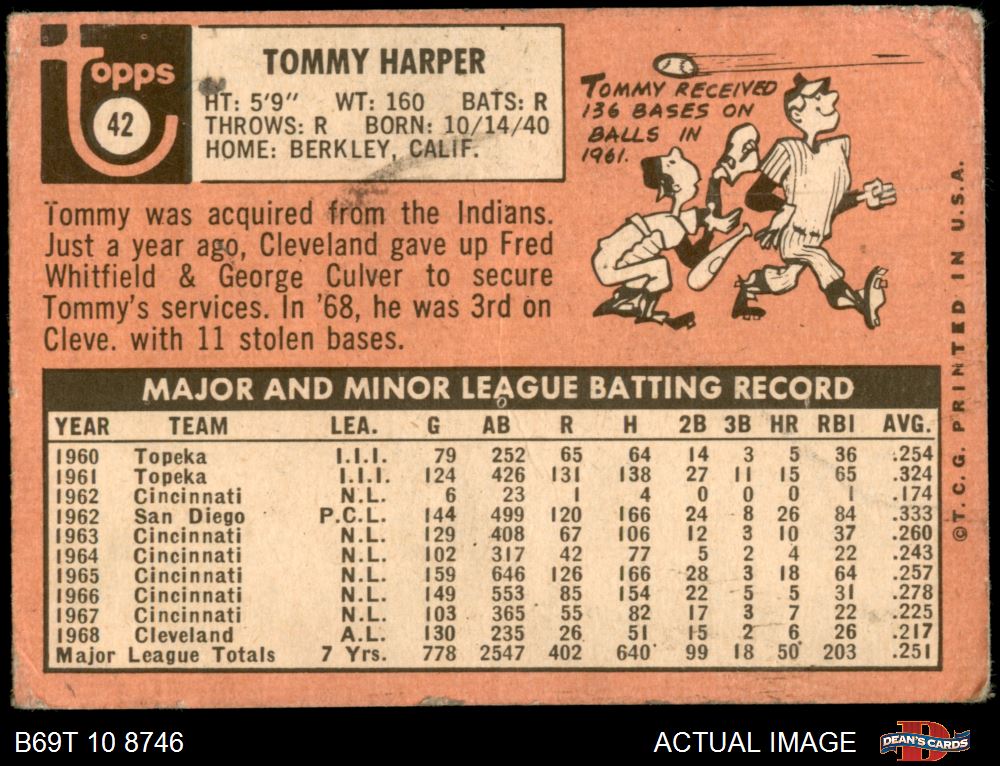 Topps
42
TOMMY HARPER
HT: 5'9" WT: 160 BATS: R
THROWS: R BORN: 10/14/40
HOME: BERKLEY, CALIF.
TOMMY RECEIVED
136 BASES ON
BALLS IN
1961.
Tommy was acquired from the Indians.
Just a year ago, Cleveland gave up Fred
Whitfield & George Culver to secure
Tommy's services. In '68, he was 3rd on
Cleve. with 11 stolen bases.
MAJOR AND MINOR LEAGUE BATTING RECORD
YEAR TEAM LEA. G AB R H 2B 3B HR RBI AVG.
1960 Topeka I.I.I. 79 252 65 64 14 3 5 36 .254
1961 Topeka I.I.I. 124 426 131 138 27 11 15 65 .324
1962 Cincinnati N.L. 6 23 1 4 0 0 0 1 .174
1962 San Diego P.C.L. 144 499 120 166 24 8 26 84 .333
1963 Cincinnati N.L. 129 408 67 106 12 3 10 37 .260
1964 Cincinnati N.L. 102 317 42 77 5 2 4 22 .243
1965 Cincinnati N.L. 159 646 126 166 28 3 18 64 .257
1966 Cincinnati N.L. 149 553 85 154 22 5 5 31 .278
1967 Cincinnati N.L. 103 365 55 82 17 3 7 22 .225
1968 Cleveland A.L. 130 235 26 51 15 2 6 26 .217
Major League Totals 7 Yrs. 778 2547 402 640 99 18 50 203 .251
© T.C.G. PRINTED IN U.S.A.
B69T 10 8746
ACTUAL IMAGE
DEAN'S CARDS